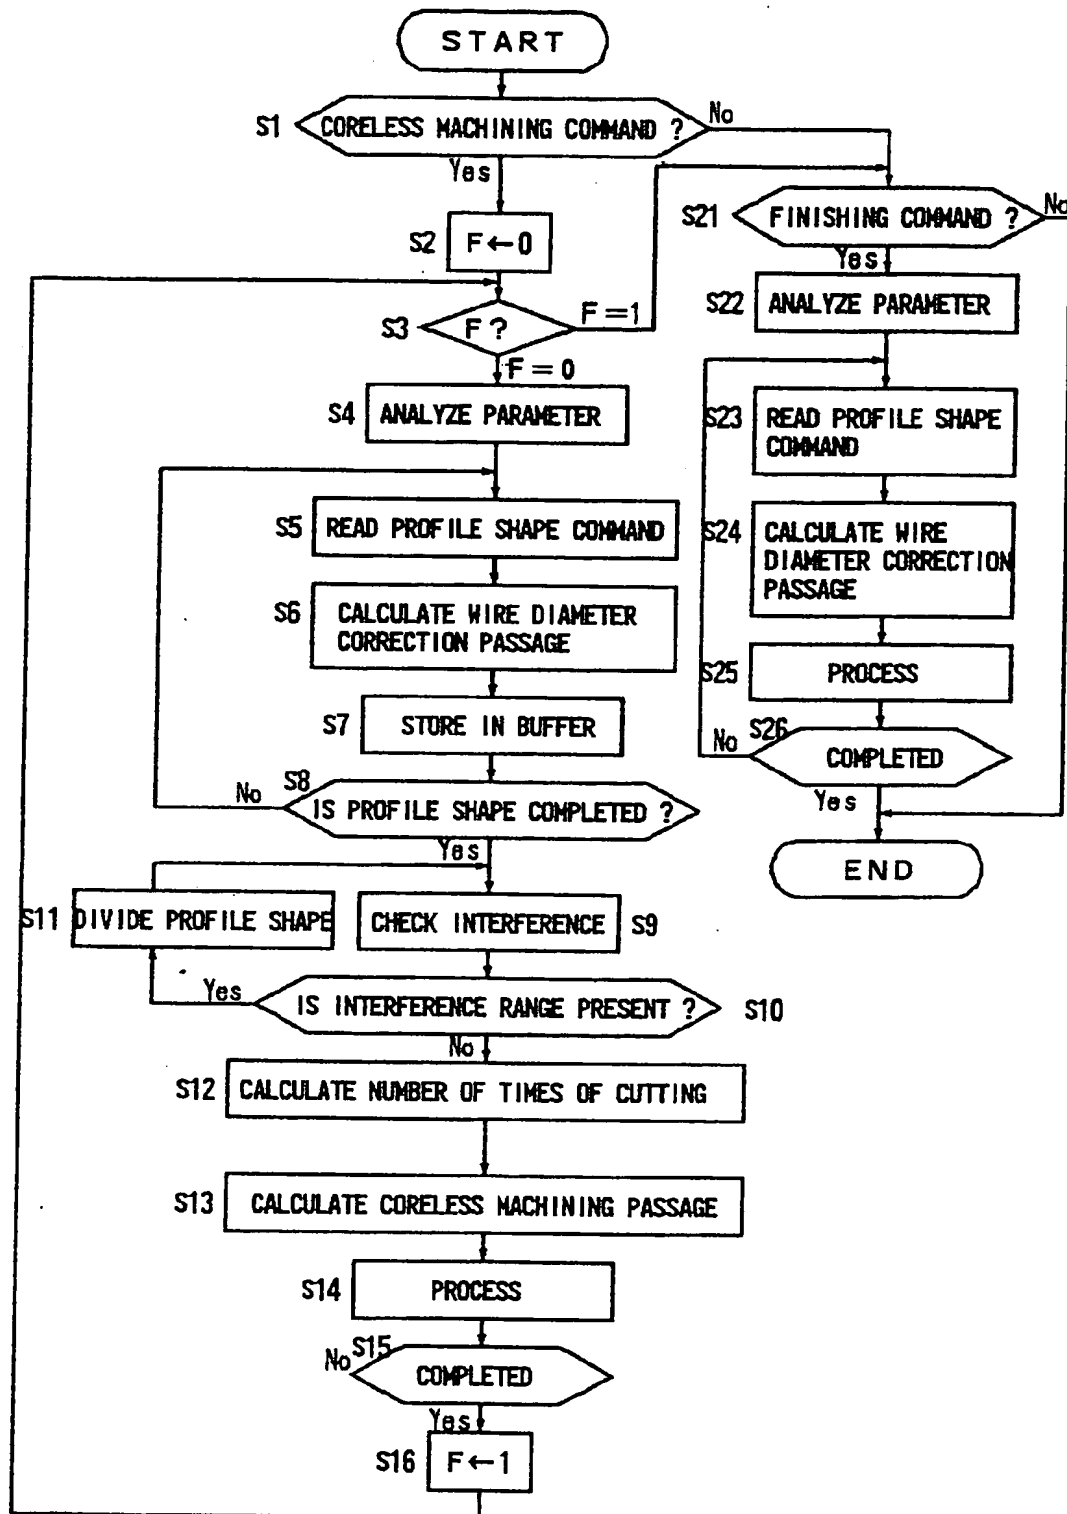 START
S1 CORELESS MACHINING COMMAND ?
No
Yes
S2 F←0
S3 F ?
F=1
F=0
S4 ANALYZE PARAMETER
S5 READ PROFILE SHAPE COMMAND
S6 CALCULATE WIRE DIAMETER
CORRECTION PASSAGE
S7 STORE IN BUFFER
S8
No
IS PROFILE SHAPE COMPLETED ?
Yes
S11 DIVIDE PROFILE SHAPE
CHECK INTERFERENCE S9
Yes
IS INTERFERENCE RANGE PRESENT ? S10
No
S12 CALCULATE NUMBER OF TIMES OF CUTTING
S13 CALCULATE CORELESS MACHINING PASSAGE
S14 PROCESS
S15
No
COMPLETED
Yes
S16 F←1
S21 FINISHING COMMAND ?
No
Yes
S22 ANALYZE PARAMETER
S23 READ PROFILE SHAPE
COMMAND
S24 CALCULATE WIRE
DIAMETER CORRECTION
PASSAGE
S25 PROCESS
S26
No
COMPLETED
Yes
END